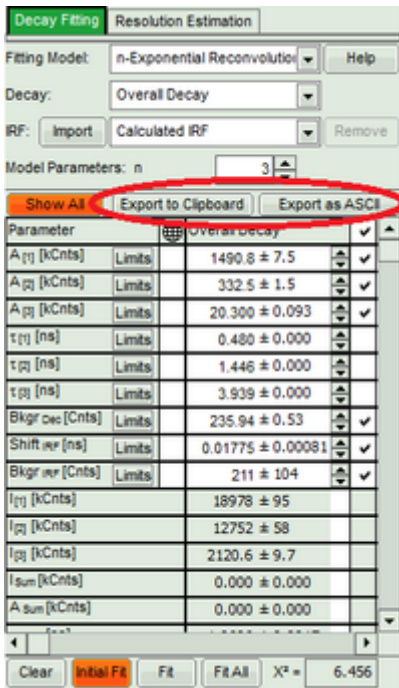 Decay Fitting Resolution Estimation
Fitting Model: n-Exponential Reconvolution Help
Decay: Overall Decay
IRF: Import Calculated IRF Remove
Model Parameters: n 3
Show All Export to Clipboard Export as ASCII
Parameter Overall Decay ✓
A [1] [kCnts] Limits 1490.8 ± 7.5 ✓
A [2] [kCnts] Limits 332.5 ± 1.5 ✓
A [3] [kCnts] Limits 20.300 ± 0.093 ✓
τ [1] [ns] Limits 0.480 ± 0.000
τ [2] [ns] Limits 1.446 ± 0.000
τ [3] [ns] Limits 3.939 ± 0.000
Bkgr Dec [Cnts] Limits 235.94 ± 0.53 ✓
Shift IRF [ns] Limits 0.01775 ± 0.00081 ✓
Bkgr IRF [Cnts] Limits 211 ± 104 ✓
I [1] [kCnts] 18978 ± 95
I [2] [kCnts] 12752 ± 58
I [3] [kCnts] 2120.6 ± 9.7
I Sum [kCnts] 0.000 ± 0.000
A Sum [kCnts] 0.000 ± 0.000
Clear Initial Fit Fit Fit All X² = 6.456